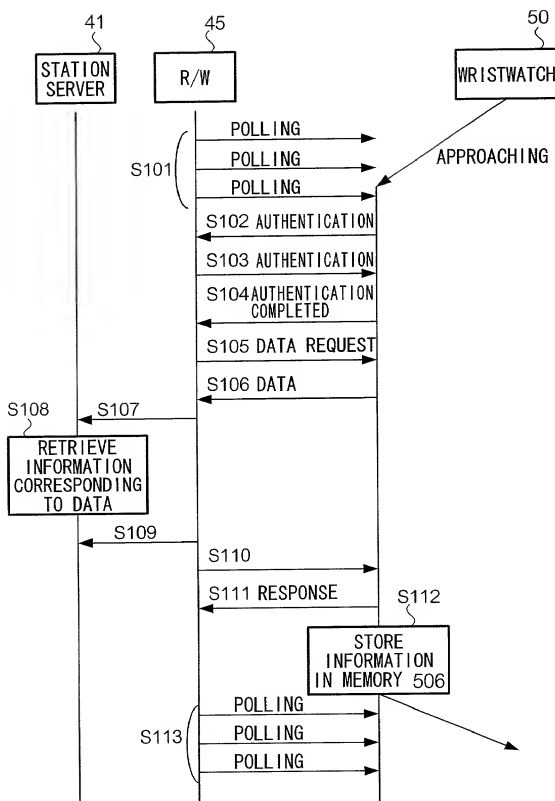 41
45
50
STATION
SERVER
R/W
WRISTWATCH
POLLING
POLLING
POLLING
S101
APPROACHING
S102 AUTHENTICATION
S103 AUTHENTICATION
S104 AUTHENTICATION
COMPLETED
S105 DATA REQUEST
S106 DATA
S107
S108
RETRIEVE
INFORMATION
CORRESPONDING
TO DATA
S109
S110
S111 RESPONSE
S112
STORE
INFORMATION
IN MEMORY 506
POLLING
POLLING
POLLING
S113